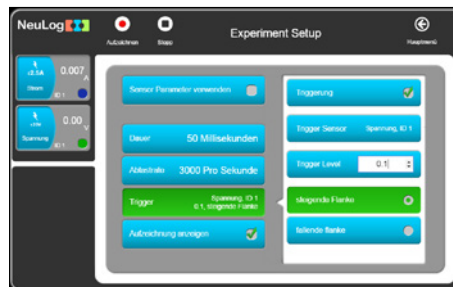 NeuLog
Aufzeichnen
Stopp
Experiment Setup
Hauptmenü
±2.5A
0.007 A
Strom
ID 1
0.00 V
Spannung
ID 1
Sensor Parameter verwenden
Dauer
50 Millisekunden
Abtastrate
3000 Pro Sekunde
Trigger
Spannung, ID 1
0.1, steigende Flanke
Aufzeichnung anzeigen
Triggerung
Trigger Sensor
Spannung, ID 1
Trigger Level
0.1
steigende Flanke
fallende flanke